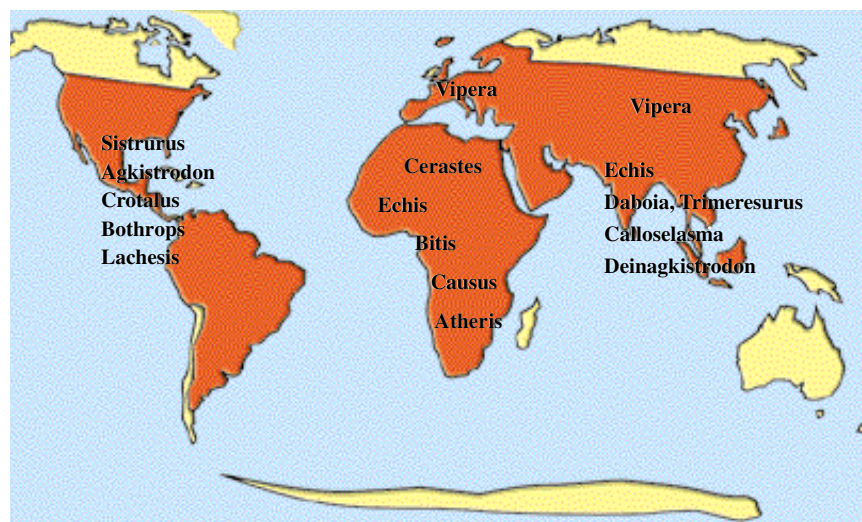 Sistrurus
Agkistrodon
Crotalus
Bothrops
Lachesis
Vipera
Cerastes
Echis
Bitis
Causus
Atheris
Vipera
Echis
Daboia, Trimeresurus
Calloselasma
Deinagkistrodon